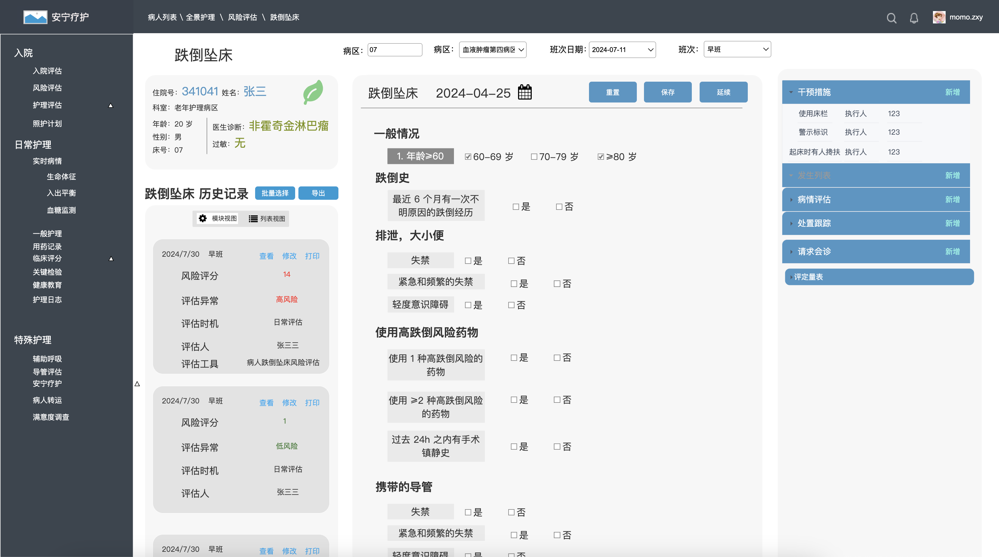 安宁疗护
病人列表 \ 全景护理 \ 风险评估 \ 跌倒坠床
momo.zxy
入院
入院评估
风险评估
护理评估
照护计划
日常护理
实时病情
生命体征
入出平衡
血糖监测
一般护理
用药记录
临床评分
关键检验
健康教育
护理日志
特殊护理
辅助呼吸
导管评估
安宁疗护
病人转运
满意度调查
跌倒坠床
病区： 07
病区： 血液肿瘤第四病区
班次日期： 2024-07-11
班次： 早班
住院号： 341041 姓名： 张三
科室： 老年护理病区
年龄： 20 岁
性别： 男
床号： 07
医生诊断： 非霍奇金淋巴瘤
过敏： 无
跌倒坠床 历史记录
批量选择
导出
模块视图
列表视图
2024/7/30 早班 查看 修改 打印
风险评分 14
评估异常 高风险
评估时机 日常评估
评估人 张三三
评估工具 病人跌倒坠床风险评估
2024/7/30 早班 查看 修改 打印
风险评分 1
评估异常 低风险
评估时机 日常评估
评估人 张三三
2024/7/30 早班 查看 修改 打印
跌倒坠床 2024-04-25
重置
保存
延续
一般情况
1. 年龄≥60 60-69 岁 70-79 岁 ≥80 岁
跌倒史
最近 6 个月有一次不
明原因的跌倒经历
是 否
排泄，大小便
失禁 是 否
紧急和频繁的失禁 是 否
轻度意识障碍 是 否
使用高跌倒风险药物
使用 1 种高跌倒风险的
药物
是 否
使用 ≥2 种高跌倒风险
的药物
是 否
过去 24h 之内有手术
镇静史
是 否
携带的导管
失禁 是 否
紧急和频繁的失禁 是 否
轻度意识障碍 是 否
干预措施 新增
使用床栏 执行人 123
警示标识 执行人 123
起床时有人搀扶 执行人 123
发生列表 新增
病情评估 新增
处置跟踪 新增
请求会诊 新增
评定量表